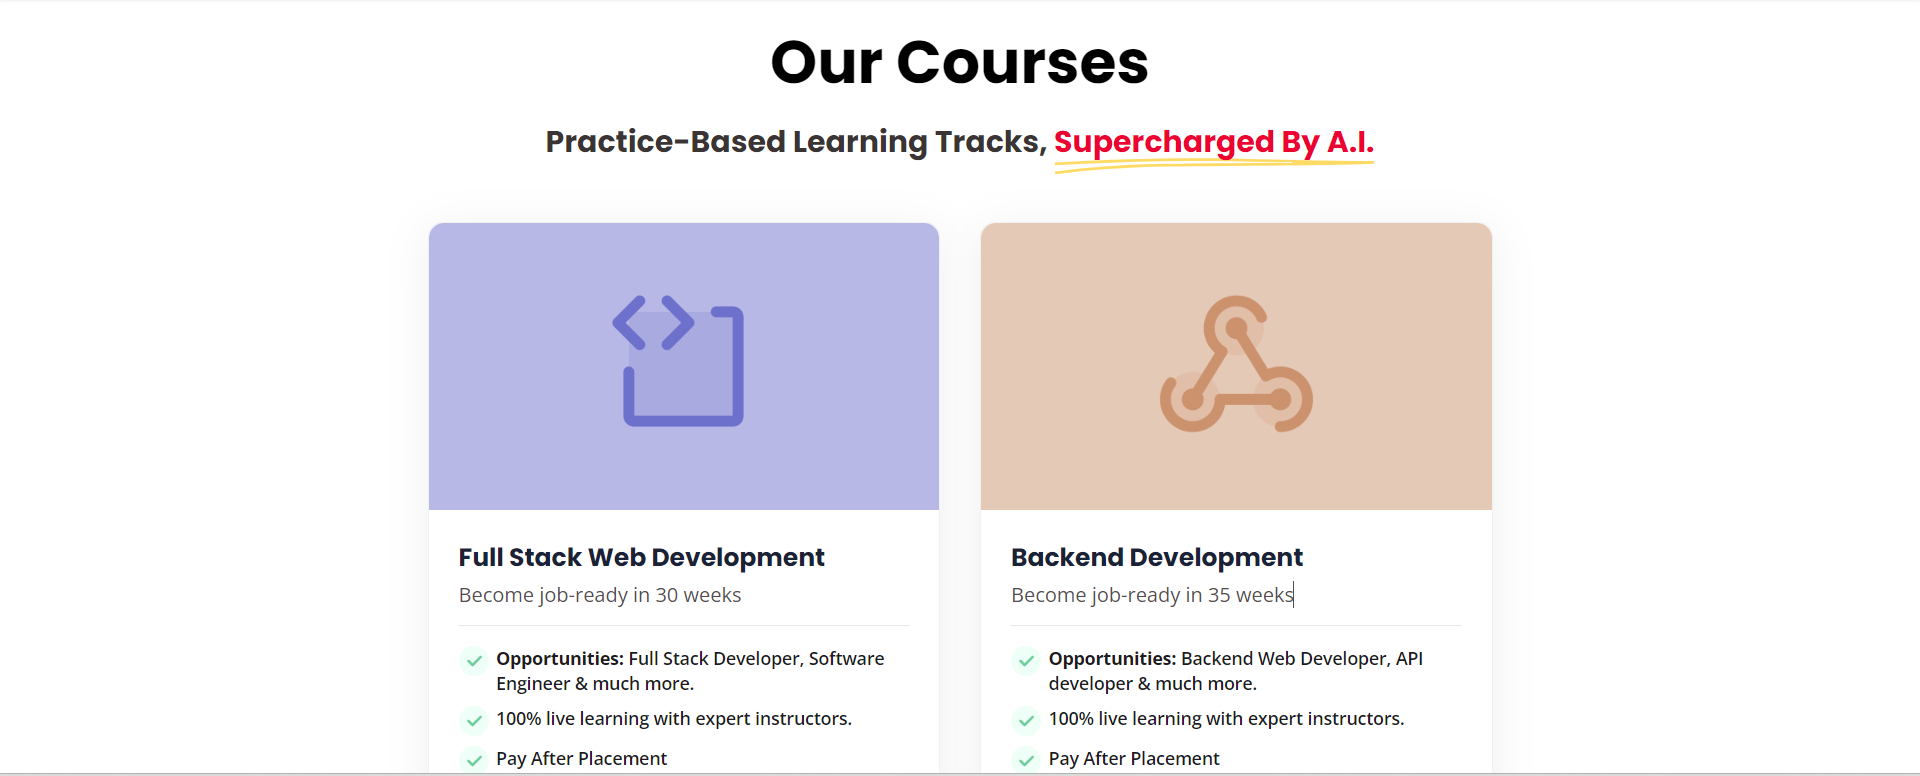 Our Courses
Practice-Based Learning Tracks, Supercharged By A.I.
Full Stack Web Development
Become job-ready in 30 weeks
Opportunities: Full Stack Developer, Software
Engineer & much more.
100% live learning with expert instructors.
Pay After Placement
Backend Development
Become job-ready in 35 weeks
Opportunities: Backend Web Developer, API
developer & much more.
100% live learning with expert instructors.
Pay After Placement